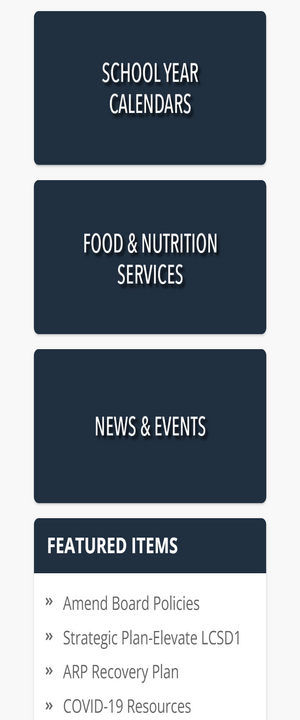 SCHOOL YEAR
CALENDARS
FOOD & NUTRITION
SERVICES
NEWS & EVENTS
FEATURED ITEMS
» Amend Board Policies
» Strategic Plan-Elevate LCSD1
» ARP Recovery Plan
» COVID-19 Resources